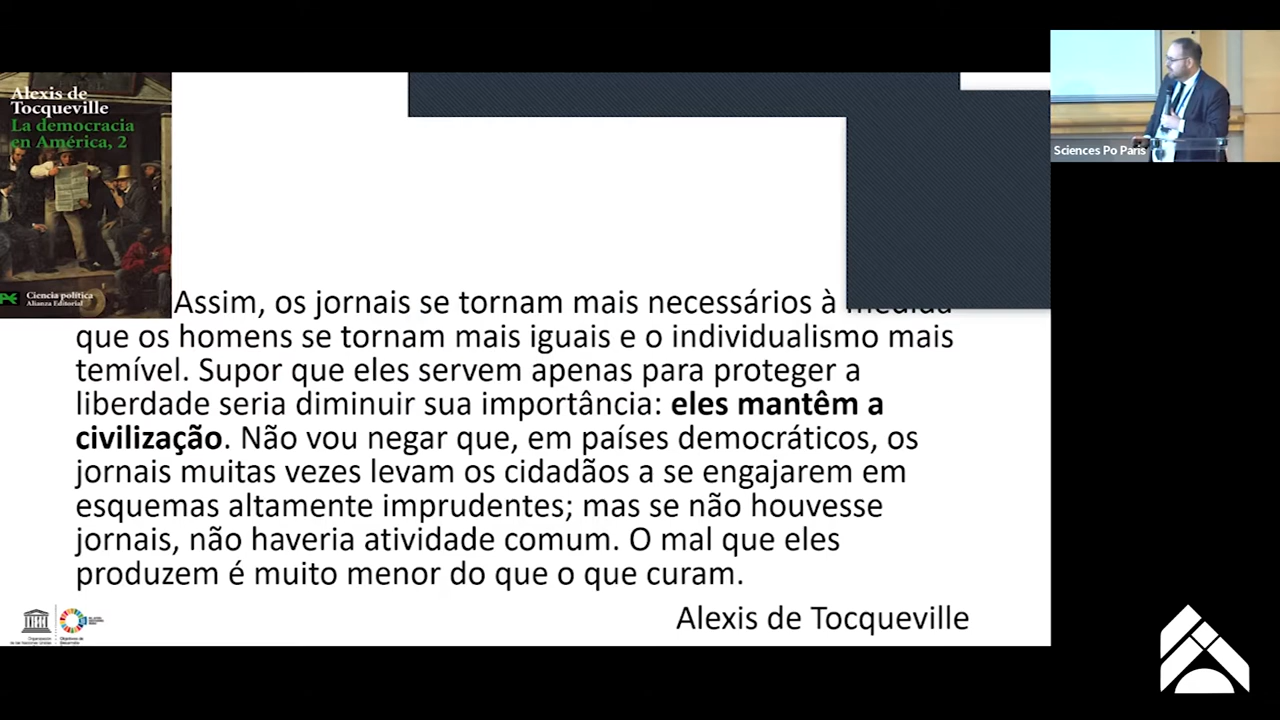 Alexis de
Tocqueville
La democracia
en América, 2
Ciencia política
Alianza Editorial
Sciences Po Paris
Assim, os jornais se tornam mais necessários à medida
que os homens se tornam mais iguais e o individualismo mais
temível. Supor que eles servem apenas para proteger a
liberdade seria diminuir sua importância: eles mantêm a
civilização. Não vou negar que, em países democráticos, os
jornais muitas vezes levam os cidadãos a se engajarem em
esquemas altamente imprudentes; mas se não houvesse
jornais, não haveria atividade comum. O mal que eles
produzem é muito menor do que o que curam.
Alexis de Tocqueville